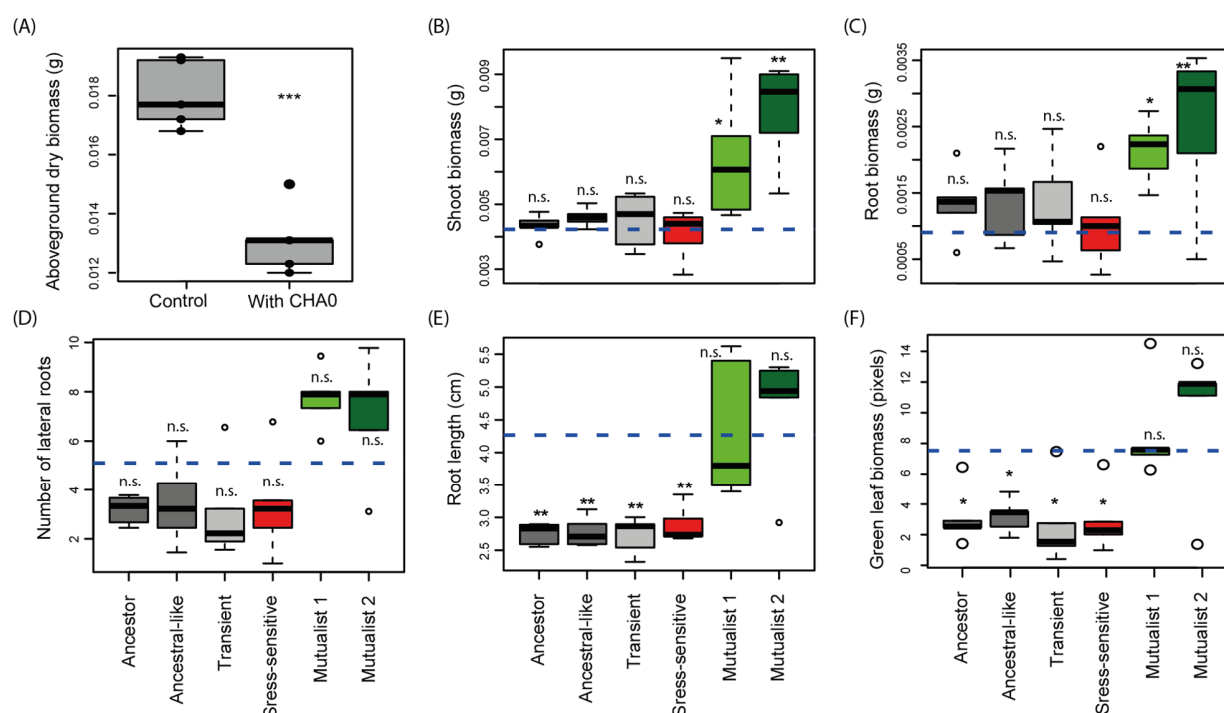 (A)
Aboveground dry biomass (g)
0.012 0.014 0.016 0.018
***
Control With CHA0
(B)
Shoot biomass (g)
0.003 0.005 0.007 0.009
n.s. n.s. n.s. n.s. * **
(C)
Root biomass (g)
0.0005 0.0015 0.0025 0.0035
n.s. n.s. n.s. n.s. * **
(D)
Number of lateral roots
2 4 6 8 10
n.s. n.s. n.s. n.s. n.s. n.s.
Ancestor
Ancestral-like
Transient
Sress-sensitive
Mutualist 1
Mutualist 2
(E)
Root length (cm)
2.5 3.0 3.5 4.0 4.5 5.0 5.5
** ** ** ** n.s. n.s.
Ancestor
Ancestral-like
Transient
Sress-sensitive
Mutualist 1
Mutualist 2
(F)
Green leaf biomass (pixels)
0 2 4 6 8 10 12 14
* * * * n.s. n.s.
Ancestor
Ancestral-like
Transient
Sress-sensitive
Mutualist 1
Mutualist 2